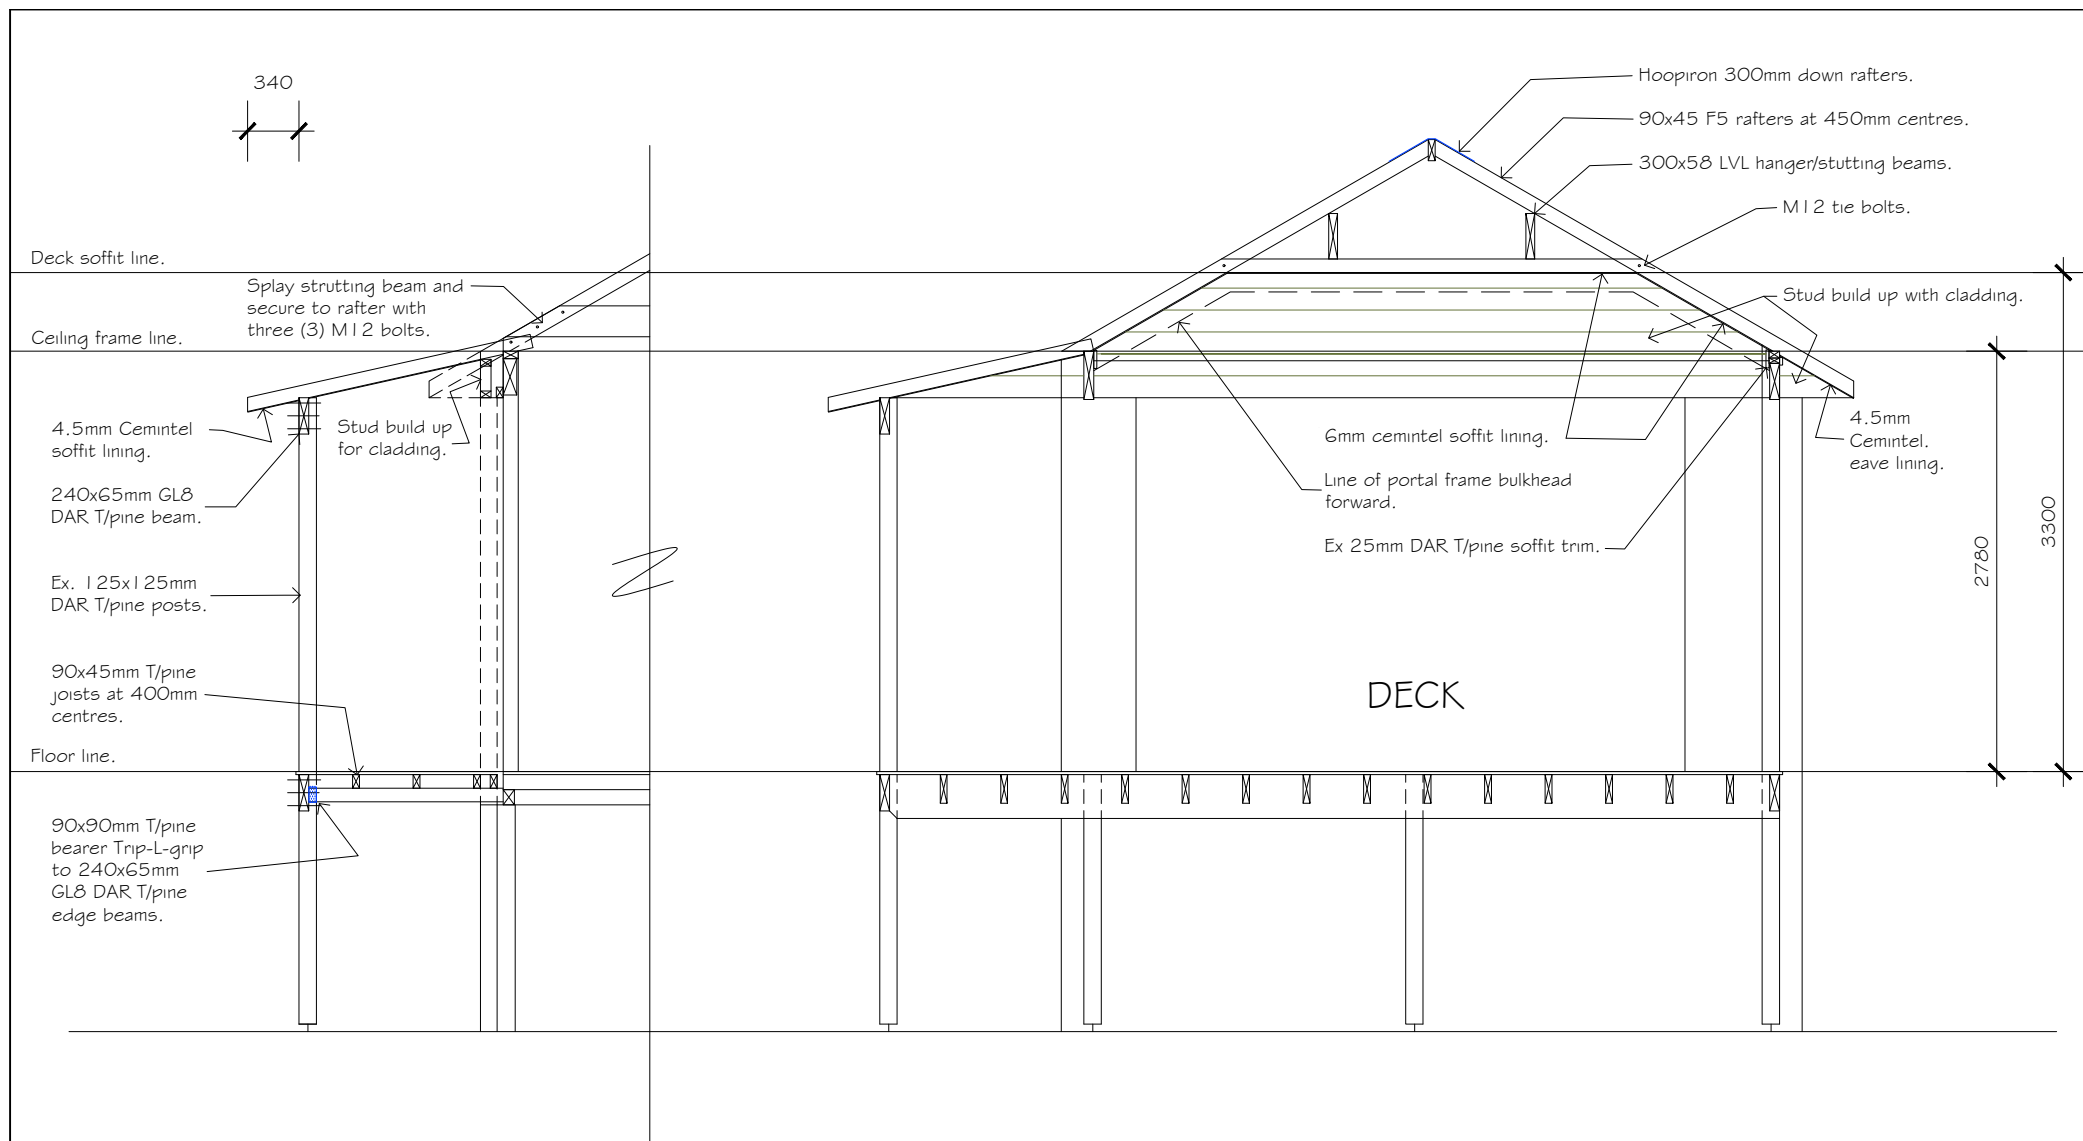 340
Deck soffit line.
Splay strutting beam and
secure to rafter with
three (3) M12 bolts.
Ceiling frame line.
4.5mm Cemintel
soffit lining.
Stud build up
for cladding.
240x65mm GL8
DAR T/pine beam.
Ex. 125x125mm
DAR T/pine posts.
90x45mm T/pine
joists at 400mm
centres.
Floor line.
90x90mm T/pine
bearer Trip-L-grip
to 240x65mm
GL8 DAR T/pine
edge beams.
Hoopiron 300mm down rafters.
90x45 F5 rafters at 450mm centres.
300x58 LVL hanger/stutting beams.
M12 tie bolts.
Stud build up with cladding.
6mm cemintel soffit lining.
4.5mm
Cemintel.
eave lining.
Line of portal frame bulkhead
forward.
Ex 25mm DAR T/pine soffit trim.
DECK
2780
3300